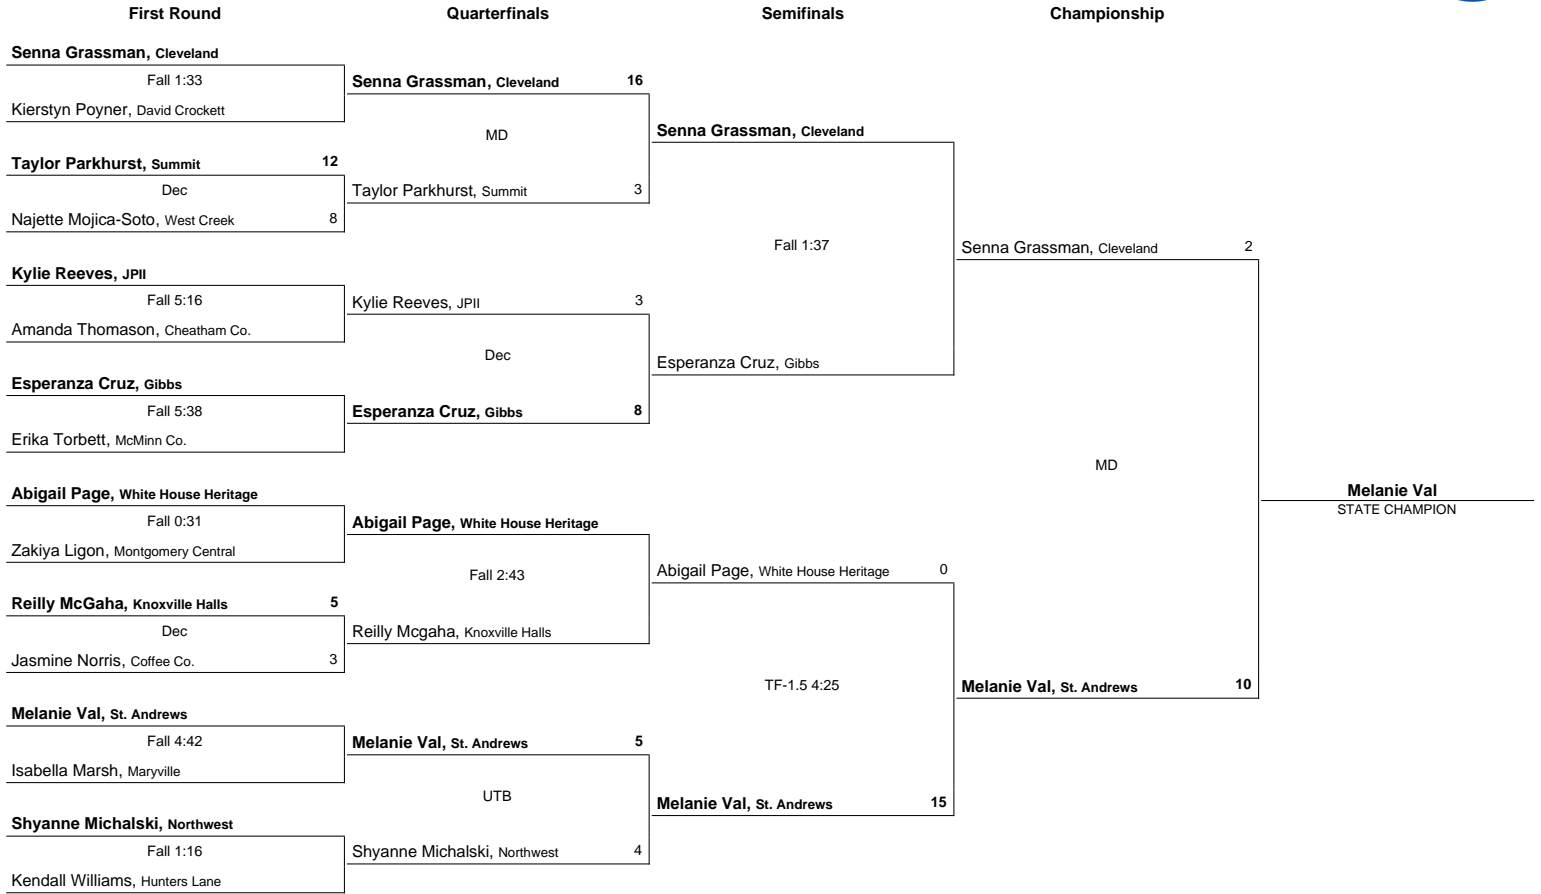 First Round Quarterfinals Semifinals Championship
Senna Grassman, Cleveland
Fall 1:33
Kierstyn Poyner, David Crockett
Taylor Parkhurst, Summit 12
Dec
Najette Mojica-Soto, West Creek 8
Kylie Reeves, JPII
Fall 5:16
Amanda Thomason, Cheatham Co.
Esperanza Cruz, Gibbs
Fall 5:38
Erika Torbett, McMinn Co.
Abigail Page, White House Heritage
Fall 0:31
Zakiya Ligon, Montgomery Central
Reilly McGaha, Knoxville Halls 5
Dec
Jasmine Norris, Coffee Co. 3
Melanie Val, St. Andrews
Fall 4:42
Isabella Marsh, Maryville
Shyanne Michalski, Northwest
Fall 1:16
Kendall Williams, Hunters Lane
Senna Grassman, Cleveland 16
MD
Taylor Parkhurst, Summit 3
Kylie Reeves, JPII 3
Dec
Esperanza Cruz, Gibbs 8
Abigail Page, White House Heritage
Fall 2:43
Reilly Mcgaha, Knoxville Halls
Melanie Val, St. Andrews 5
UTB
Shyanne Michalski, Northwest 4
Senna Grassman, Cleveland
Fall 1:37
Esperanza Cruz, Gibbs
Abigail Page, White House Heritage 0
TF-1.5 4:25
Melanie Val, St. Andrews 15
Senna Grassman, Cleveland 2
MD
Melanie Val, St. Andrews 10
Melanie Val
STATE CHAMPION